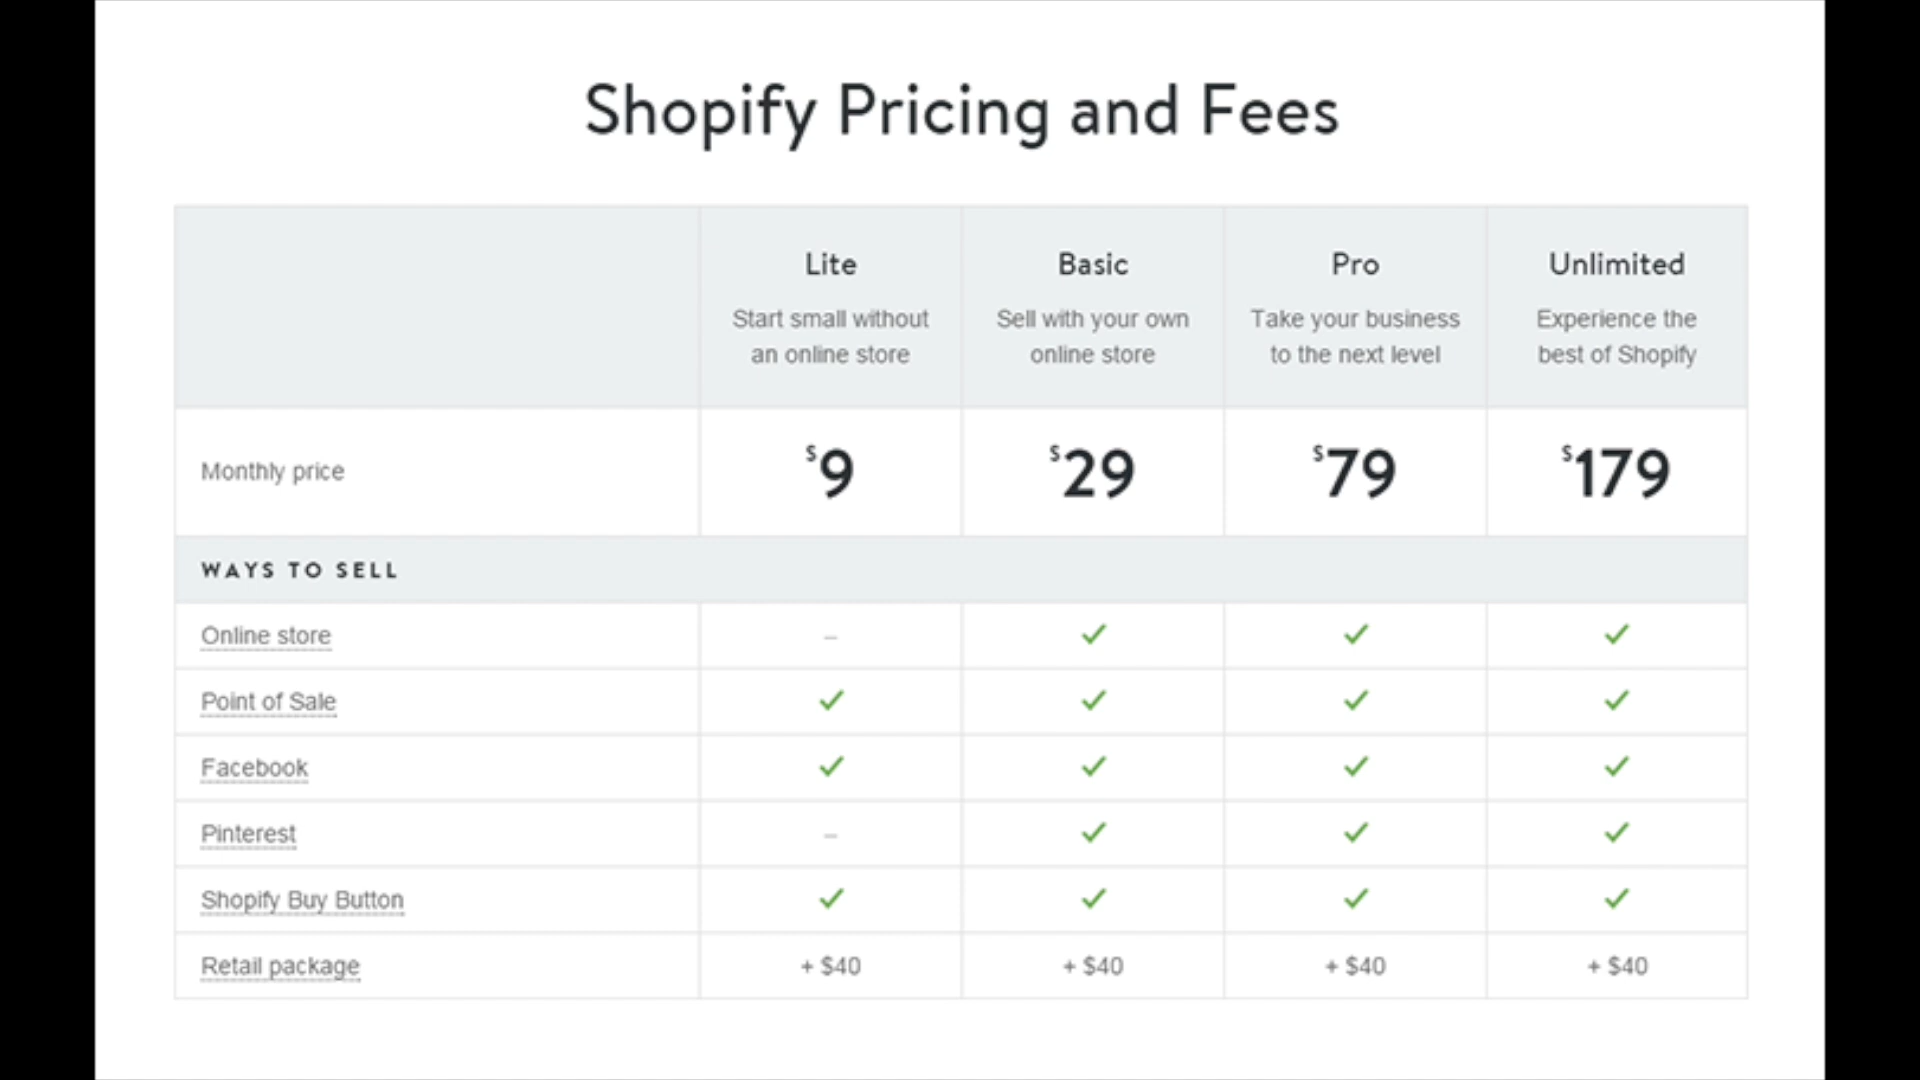 Shopify Pricing and Fees
Lite
Start small without
an online store
Basic
Sell with your own
online store
Pro
Take your business
to the next level
Unlimited
Experience the
best of Shopify
Monthly price $9 $29 $79 $179
WAYS TO SELL
Online store – ✓ ✓ ✓
Point of Sale ✓ ✓ ✓ ✓
Facebook ✓ ✓ ✓ ✓
Pinterest – ✓ ✓ ✓
Shopify Buy Button ✓ ✓ ✓ ✓
Retail package + $40 + $40 + $40 + $40